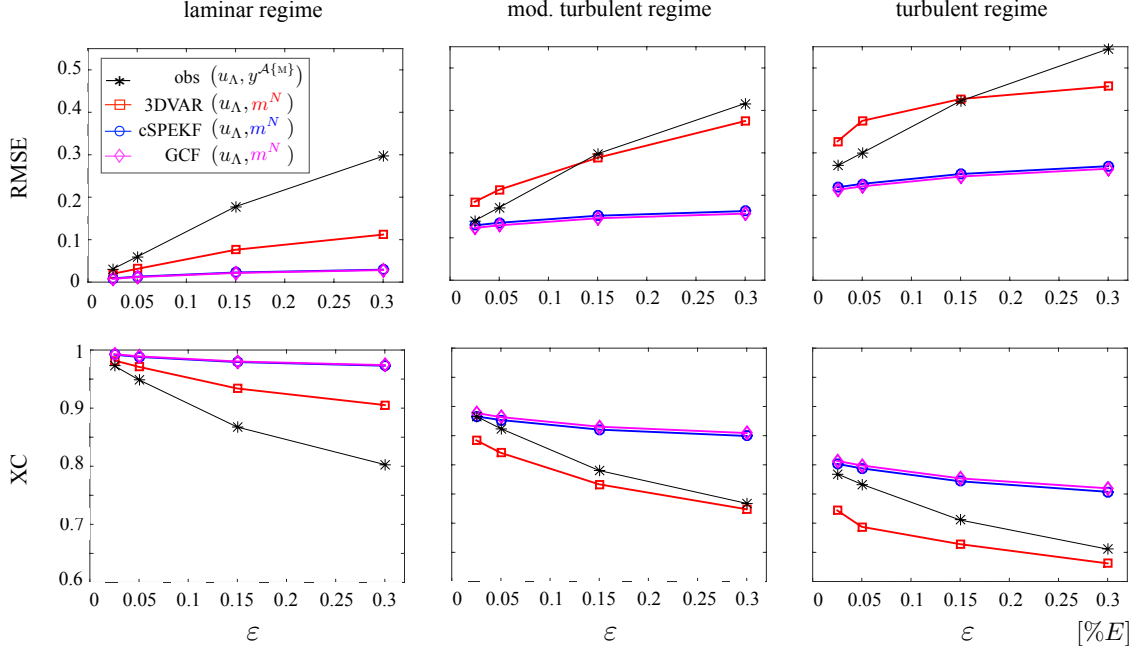 laminar regime
mod. turbulent regime
turbulent regime
RMSE
0.5
0.4
0.3
0.2
0.1
0
obs (u_Λ, y^{𝒜{M}})
3DVAR (u_Λ, m^N)
cSPEKF (u_Λ, m^N)
GCF (u_Λ, m^N)
0 0.05 0.1 0.15 0.2 0.25 0.3
0 0.05 0.1 0.15 0.2 0.25 0.3
0 0.05 0.1 0.15 0.2 0.25 0.3
XC
1
0.9
0.8
0.7
0.6
0 0.05 0.1 0.15 0.2 0.25 0.3
0 0.05 0.1 0.15 0.2 0.25 0.3
0 0.05 0.1 0.15 0.2 0.25 0.3
ε
ε
ε [%E]